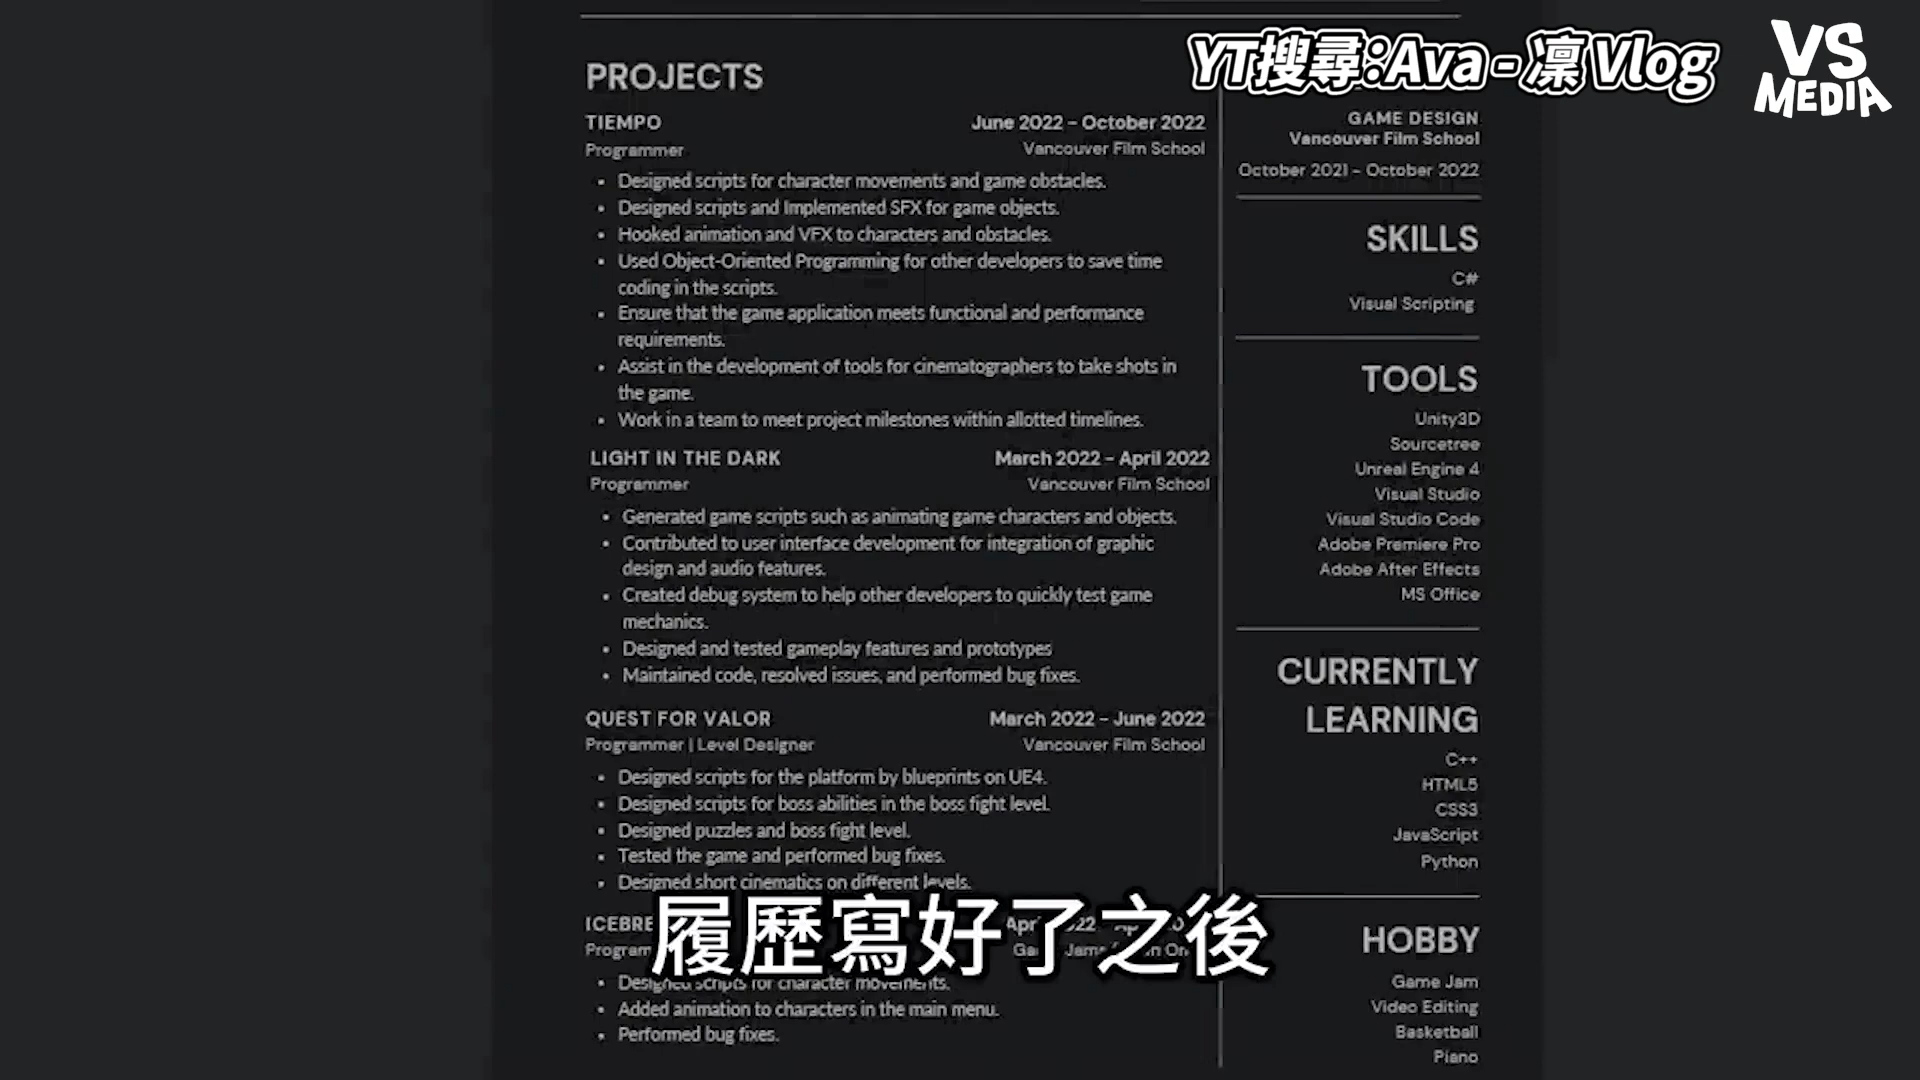 YT搜尋:Ava - 凜 Vlog
VS
MEDIA
PROJECTS
TIEMPO
June 2022 - October 2022
Programmer
Vancouver Film School
• Designed scripts for character movements and game obstacles.
• Designed scripts and Implemented SFX for game objects.
• Hooked animation and VFX to characters and obstacles.
• Used Object-Oriented Programming for other developers to save time
coding in the scripts.
• Ensure that the game application meets functional and performance
requirements.
• Assist in the development of tools for cinematographers to take shots in
the game.
• Work in a team to meet project milestones within allotted timelines.
LIGHT IN THE DARK
March 2022 - April 2022
Programmer
Vancouver Film School
• Generated game scripts such as animating game characters and objects.
• Contributed to user interface development for integration of graphic
design and audio features.
• Created debug system to help other developers to quickly test game
mechanics.
• Designed and tested gameplay features and prototypes
• Maintained code, resolved issues, and performed bug fixes.
QUEST FOR VALOR
March 2022 - June 2022
Programmer | Level Designer
Vancouver Film School
• Designed scripts for the platform by blueprints on UE4.
• Designed scripts for boss abilities in the boss fight level.
• Designed puzzles and boss fight level.
• Tested the game and performed bug fixes.
• Designed short cinematics on different levels.
• Designed scripts for character movements.
• Added animation to characters in the main menu.
• Performed bug fixes.
GAME DESIGN
Vancouver Film School
October 2021 - October 2022
SKILLS
C#
Visual Scripting
TOOLS
Unity3D
Sourcetree
Unreal Engine 4
Visual Studio
Visual Studio Code
Adobe Premiere Pro
Adobe After Effects
MS Office
CURRENTLY
LEARNING
C++
HTML5
CSS3
JavaScript
Python
HOBBY
Game Jam
Video Editing
Basketball
Piano
履歷寫好了之後